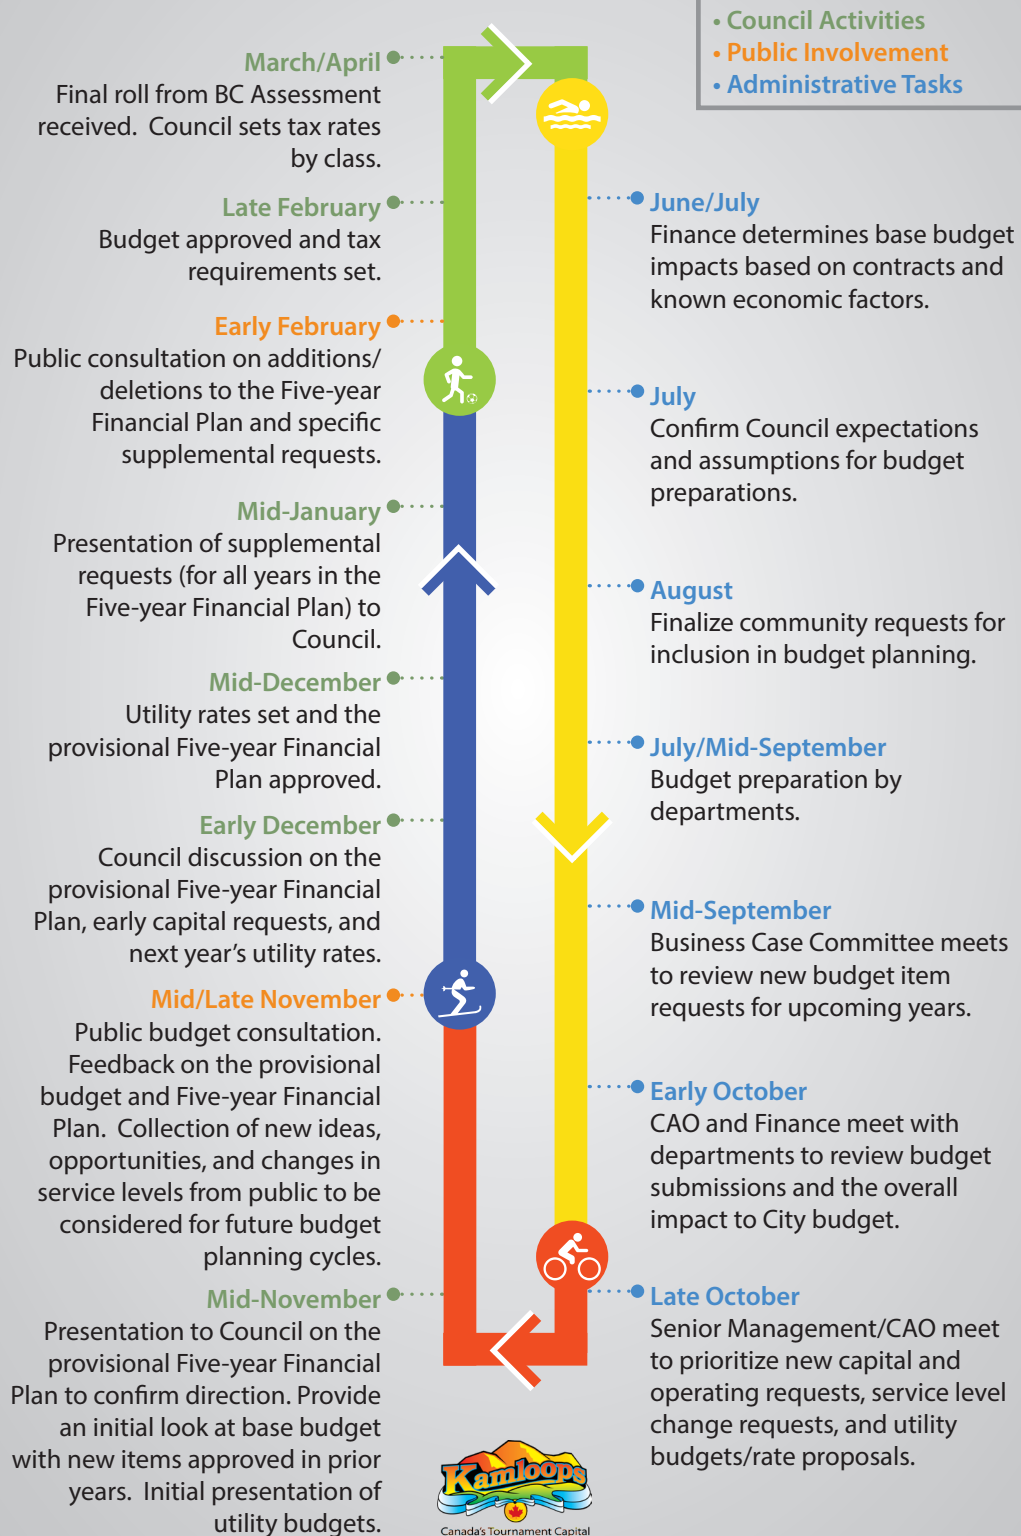 • Council Activities
• Public Involvement
• Administrative Tasks
March/April
Final roll from BC Assessment
received.  Council sets tax rates
by class.
Late February
Budget approved and tax
requirements set.
Early February
Public consultation on additions/
deletions to the Five-year
Financial Plan and specific
supplemental requests.
Mid-January
Presentation of supplemental
requests (for all years in the
Five-year Financial Plan) to
Council.
Mid-December
Utility rates set and the
provisional Five-year Financial
Plan approved.
Early December
Council discussion on the
provisional Five-year Financial
Plan, early capital requests, and
next year’s utility rates.
Mid/Late November
Public budget consultation.
Feedback on the provisional
budget and Five-year Financial
Plan.  Collection of new ideas,
opportunities, and changes in
service levels from public to be
considered for future budget
planning cycles.
Mid-November
Presentation to Council on the
provisional Five-year Financial
Plan to confirm direction. Provide
an initial look at base budget
with new items approved in prior
years.  Initial presentation of
utility budgets.
June/July
Finance determines base budget
impacts based on contracts and
known economic factors.
July
Confirm Council expectations
and assumptions for budget
preparations.
August
Finalize community requests for
inclusion in budget planning.
July/Mid-September
Budget preparation by
departments.
Mid-September
Business Case Committee meets
to review new budget item
requests for upcoming years.
Early October
CAO and Finance meet with
departments to review budget
submissions and the overall
impact to City budget.
Late October
Senior Management/CAO meet
to prioritize new capital and
operating requests, service level
change requests, and utility
budgets/rate proposals.
Kamloops
Canada's Tournament Capital